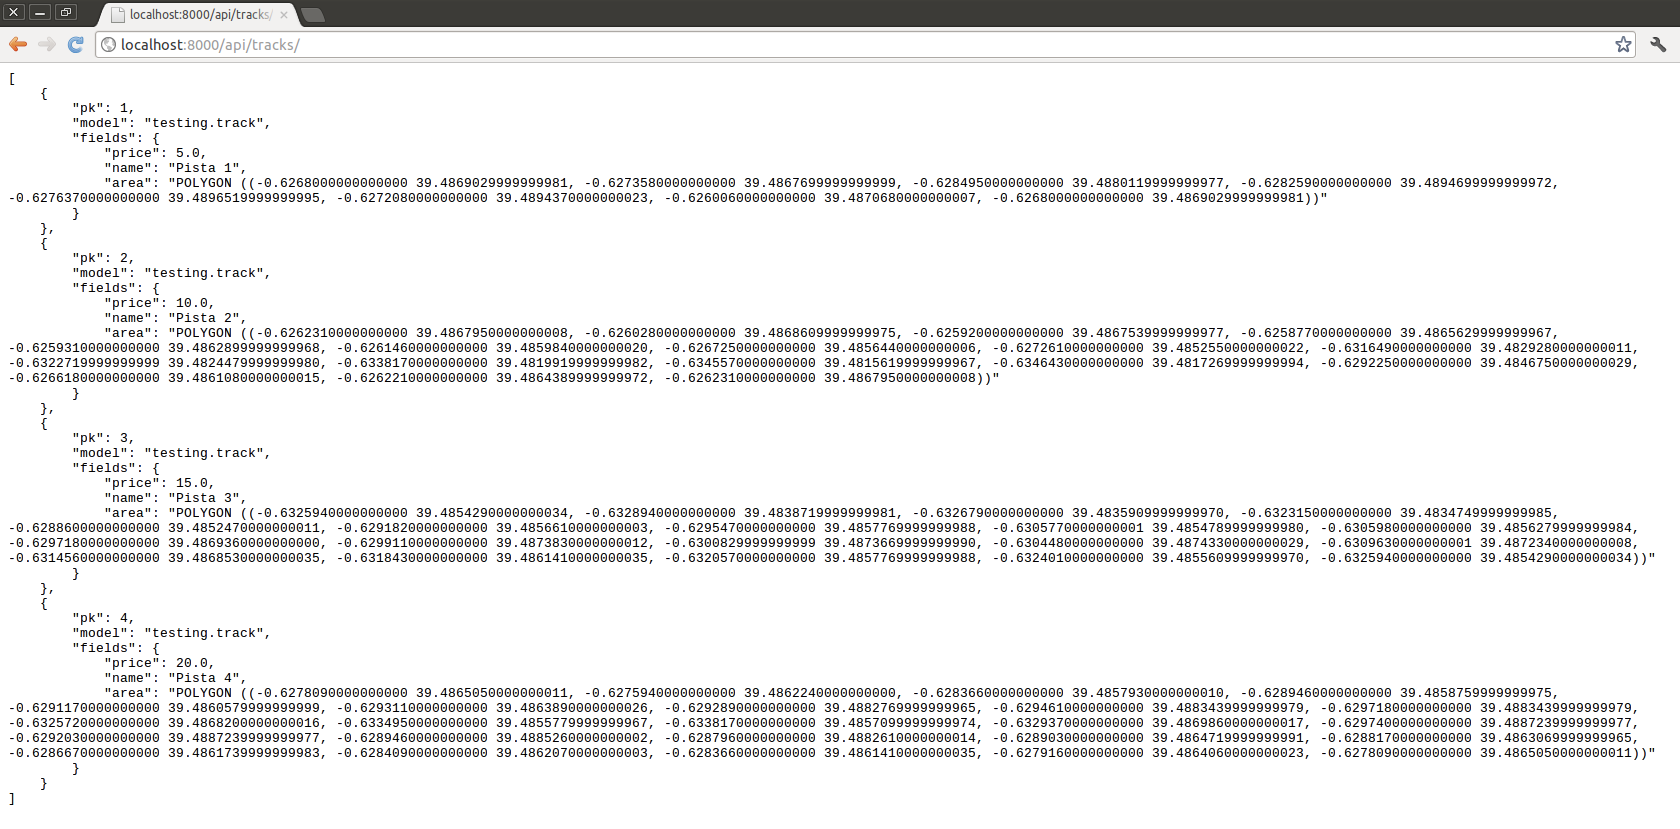 localhost:8000/api/tracks/
localhost:8000/api/tracks/
[
    {
        "pk": 1,
        "model": "testing.track",
        "fields": {
            "price": 5.0,
            "name": "Pista 1",
            "area": "POLYGON ((-0.6268000000000000 39.4869029999999981, -0.6273580000000000 39.4867699999999999, -0.6284950000000000 39.4880119999999977, -0.6282590000000000 39.4894699999999972,
-0.6276370000000000 39.4896519999999995, -0.6272080000000000 39.4894370000000023, -0.6260060000000000 39.4870680000000007, -0.6268000000000000 39.4869029999999981))"
        }
    },
    {
        "pk": 2,
        "model": "testing.track",
        "fields": {
            "price": 10.0,
            "name": "Pista 2",
            "area": "POLYGON ((-0.6262310000000000 39.4867950000000008, -0.6260280000000000 39.4868609999999975, -0.6259200000000000 39.4867539999999977, -0.6258770000000000 39.4865629999999967,
-0.6259310000000000 39.4862899999999968, -0.6261460000000000 39.4859840000000020, -0.6267250000000000 39.4856440000000006, -0.6272610000000000 39.4852550000000022, -0.6316490000000000 39.4829280000000011,
-0.6322719999999999 39.4824479999999980, -0.6338170000000000 39.4819919999999982, -0.6345570000000000 39.4815619999999967, -0.6346430000000000 39.4817269999999994, -0.6292250000000000 39.4846750000000029,
-0.6266180000000000 39.4861080000000015, -0.6262210000000000 39.4864389999999972, -0.6262310000000000 39.4867950000000008))"
        }
    },
    {
        "pk": 3,
        "model": "testing.track",
        "fields": {
            "price": 15.0,
            "name": "Pista 3",
            "area": "POLYGON ((-0.6325940000000000 39.4854290000000034, -0.6328940000000000 39.4838719999999981, -0.6326790000000000 39.4835909999999970, -0.6323150000000000 39.4834749999999985,
-0.6288600000000000 39.4852470000000011, -0.6291820000000000 39.4856610000000003, -0.6295470000000000 39.4857769999999988, -0.6305770000000001 39.4854789999999980, -0.6305980000000000 39.4856279999999984,
-0.6297180000000000 39.4869360000000000, -0.6299110000000000 39.4873830000000012, -0.6300829999999999 39.4873669999999990, -0.6304480000000000 39.4874330000000029, -0.6309630000000001 39.4872340000000008,
-0.6314560000000000 39.4868530000000035, -0.6318430000000000 39.4861410000000035, -0.6320570000000000 39.4857769999999988, -0.6324010000000000 39.4855609999999970, -0.6325940000000000 39.4854290000000034))"
        }
    },
    {
        "pk": 4,
        "model": "testing.track",
        "fields": {
            "price": 20.0,
            "name": "Pista 4",
            "area": "POLYGON ((-0.6278090000000000 39.4865050000000011, -0.6275940000000000 39.4862240000000000, -0.6283660000000000 39.4857930000000010, -0.6289460000000000 39.4858759999999975,
-0.6291170000000000 39.4860579999999999, -0.6293110000000000 39.4863890000000026, -0.6292890000000000 39.4882769999999965, -0.6294610000000000 39.4883439999999979, -0.6297180000000000 39.4883439999999979,
-0.6325720000000000 39.4868200000000016, -0.6334950000000000 39.4855779999999967, -0.6338170000000000 39.4857099999999974, -0.6329370000000000 39.4869860000000017, -0.6297400000000000 39.4887239999999977,
-0.6292030000000000 39.4887239999999977, -0.6289460000000000 39.4885260000000002, -0.6287960000000000 39.4882610000000014, -0.6289030000000000 39.4864719999999991, -0.6288170000000000 39.4863069999999965,
-0.6286670000000000 39.4861739999999983, -0.6284090000000000 39.4862070000000003, -0.6283660000000000 39.4861410000000035, -0.6279160000000000 39.4864060000000023, -0.6278090000000000 39.4865050000000011))"
        }
    }
]